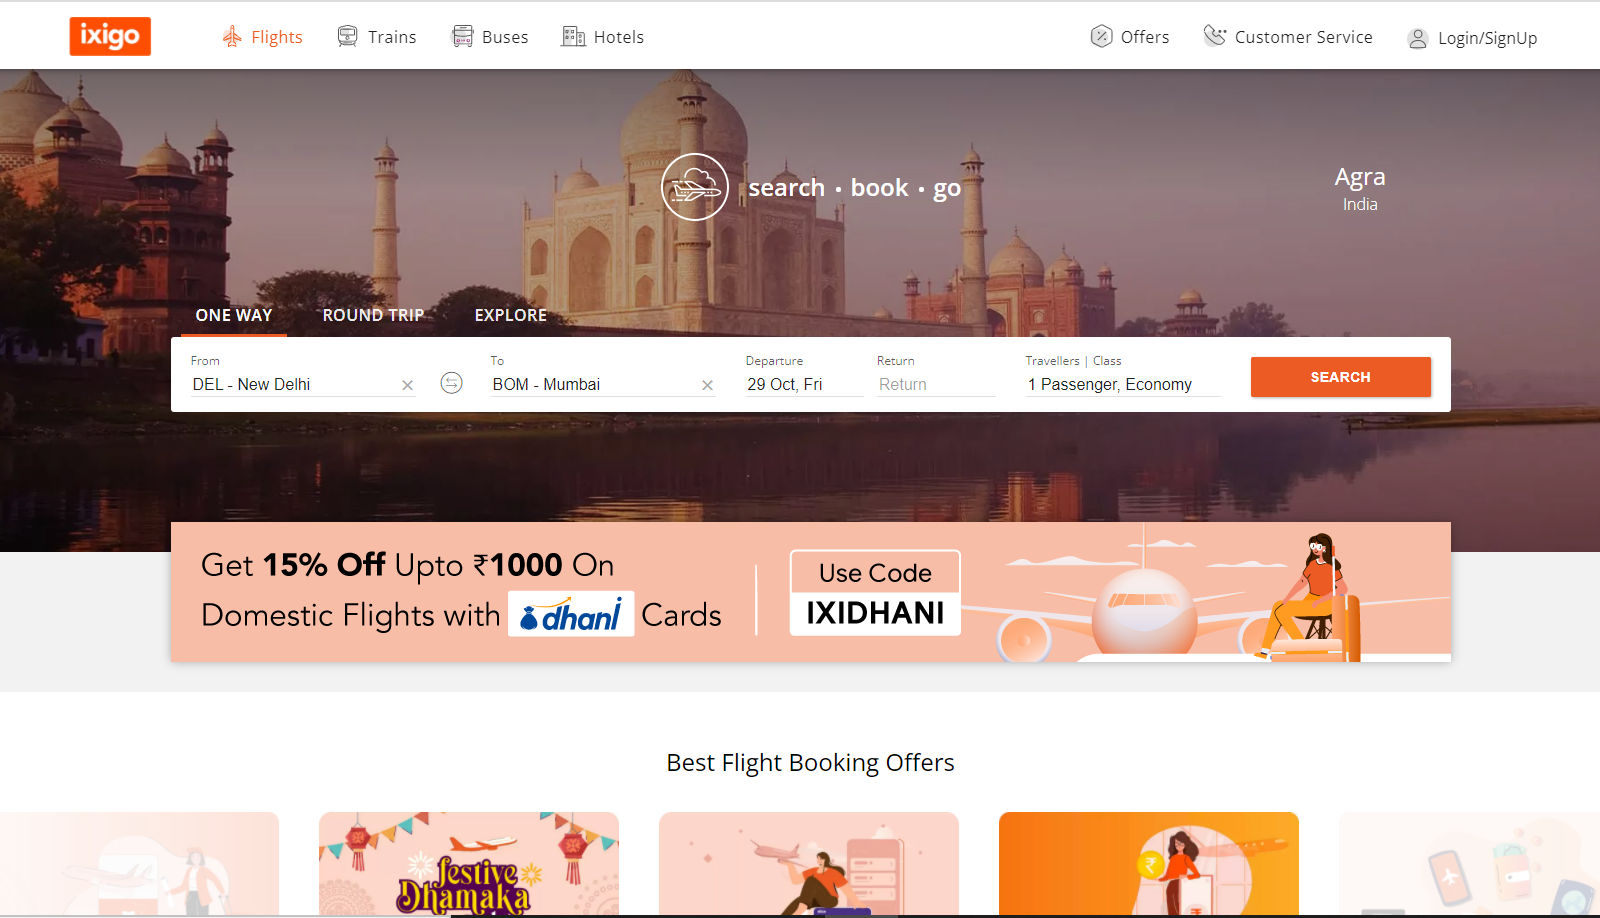 ixigo
Flights
Trains
Buses
Hotels
Offers
Customer Service
Login/SignUp
search • book • go
Agra
India
ONE WAY
ROUND TRIP
EXPLORE
From
To
Departure
Return
Travellers | Class
DEL - New Delhi
BOM - Mumbai
29 Oct, Fri
Return
1 Passenger, Economy
SEARCH
Get 15% Off Upto ₹1000 On
Domestic Flights with dhani Cards
Use Code
IXIDHANI
Best Flight Booking Offers
festive
Dhamaka